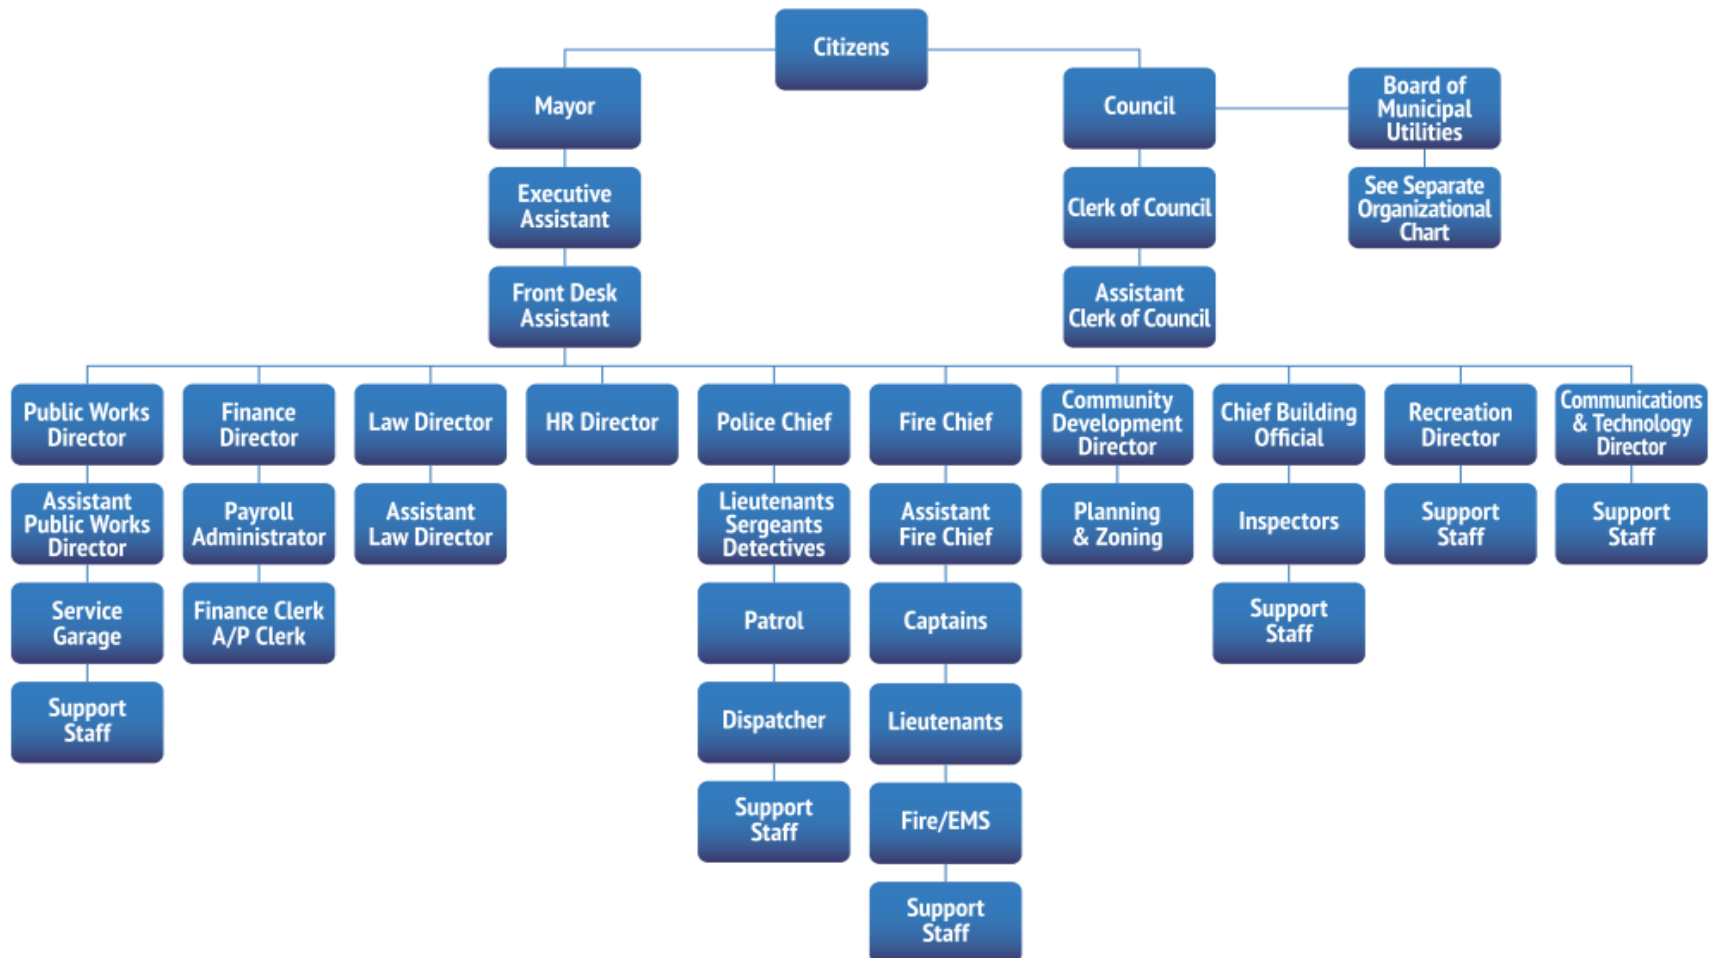 Citizens
Mayor
Council
Board of
Municipal
Utilities
Executive
Assistant
Clerk of Council
See Separate
Organizational
Chart
Front Desk
Assistant
Assistant
Clerk of Council
Public Works
Director
Finance
Director
Law Director
HR Director
Police Chief
Fire Chief
Community
Development
Director
Chief Building
Official
Recreation
Director
Communications
& Technology
Director
Assistant
Public Works
Director
Payroll
Administrator
Assistant
Law Director
Lieutenants
Sergeants
Detectives
Assistant
Fire Chief
Planning
& Zoning
Inspectors
Support
Staff
Support
Staff
Service
Garage
Finance Clerk
A/P Clerk
Patrol
Captains
Support
Staff
Support
Staff
Dispatcher
Lieutenants
Support
Staff
Fire/EMS
Support
Staff